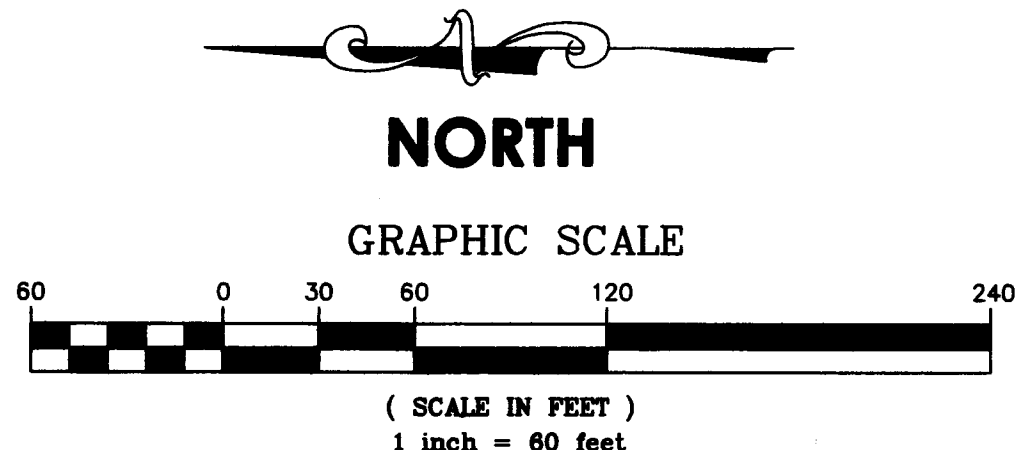 NORTH
GRAPHIC SCALE
60 0 30 60 120 240
( SCALE IN FEET )
1 inch = 60 feet